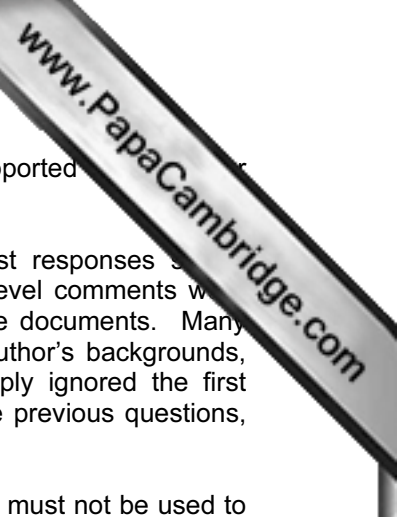 www.PapaCambridge.com
ported
st responses
evel comments
e documents. Many
uthor's backgrounds,
ply ignored the first
e previous questions,
must not be used to